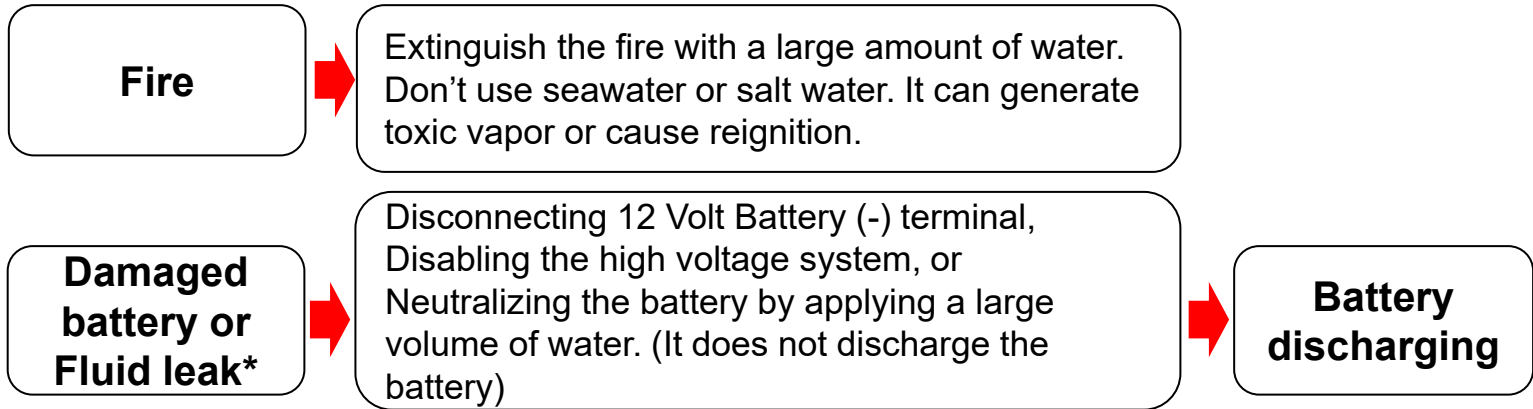 Fire
Extinguish the fire with a large amount of water.
Don’t use seawater or salt water. It can generate
toxic vapor or cause reignition.
Damaged
battery or
Fluid leak*
Disconnecting 12 Volt Battery (-) terminal,
Disabling the high voltage system, or
Neutralizing the battery by applying a large
volume of water. (It does not discharge the
battery)
Battery
discharging